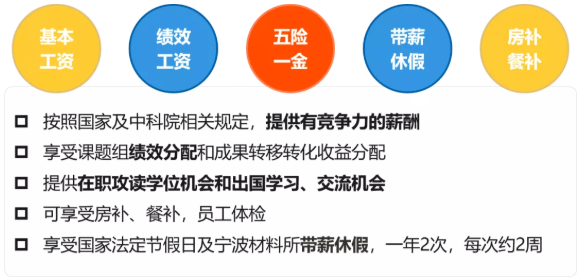 基本 绩效 五险 带薪 房补
工资 工资 一金 休假 餐补
按照国家及中科院相关规定，提供有竞争力的薪酬
享受课题组绩效分配和成果转移转化收益分配
提供在职攻读学位机会和出国学习、交流机会
可享受房补、餐补，员工体检
享受国家法定节假日及宁波材料所带薪休假，一年2次，每次约2周